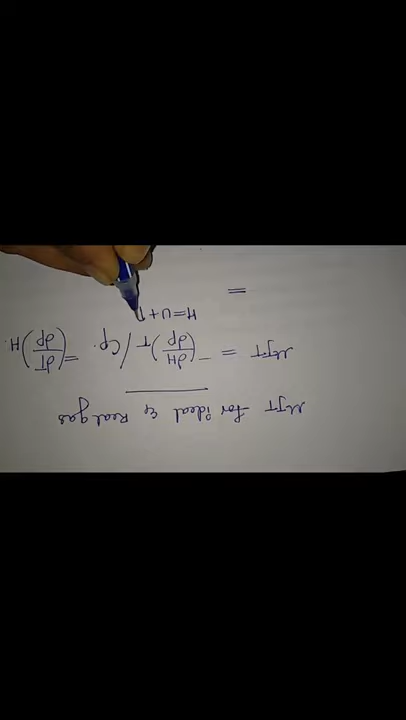 μJT for ideal & Real gas
μJT = -(dH/dp)T / Cp. = (dT/dp)H.
H=U+
=